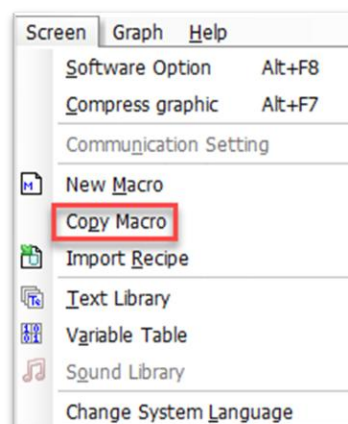 Screen Graph Help
Software Option Alt+F8
Compress graphic Alt+F7
Communication Setting
New Macro
Copy Macro
Import Recipe
Text Library
Variable Table
Sound Library
Change System Language